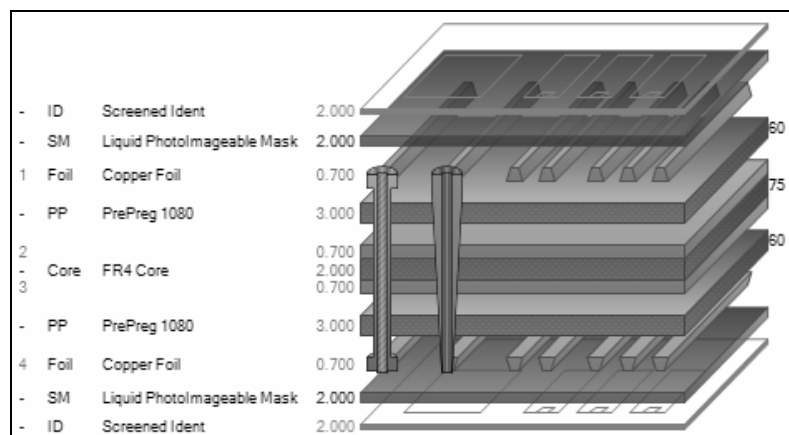 - ID Screened Ident 2.000
- SM Liquid PhotoImageable Mask 2.000
60
1 Foil Copper Foil 0.700
75
- PP PrePreg 1080 3.000
60
2 0.700
- Core FR4 Core 2.000
3 0.700
- PP PrePreg 1080 3.000
4 Foil Copper Foil 0.700
- SM Liquid PhotoImageable Mask 2.000
- ID Screened Ident 2.000